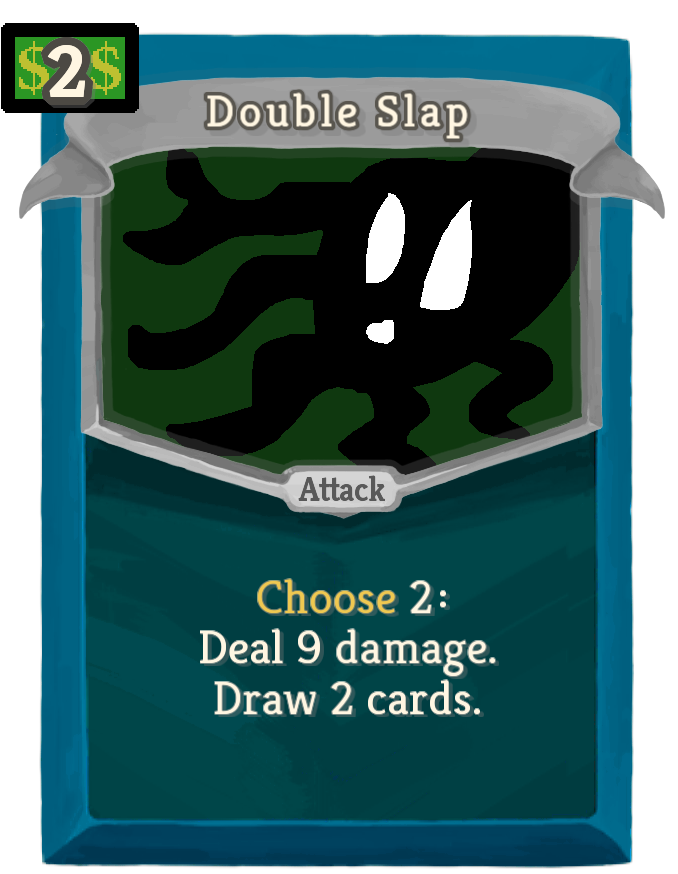 $2$
Double Slap
Attack
Choose 2:
Deal 9 damage.
Draw 2 cards.